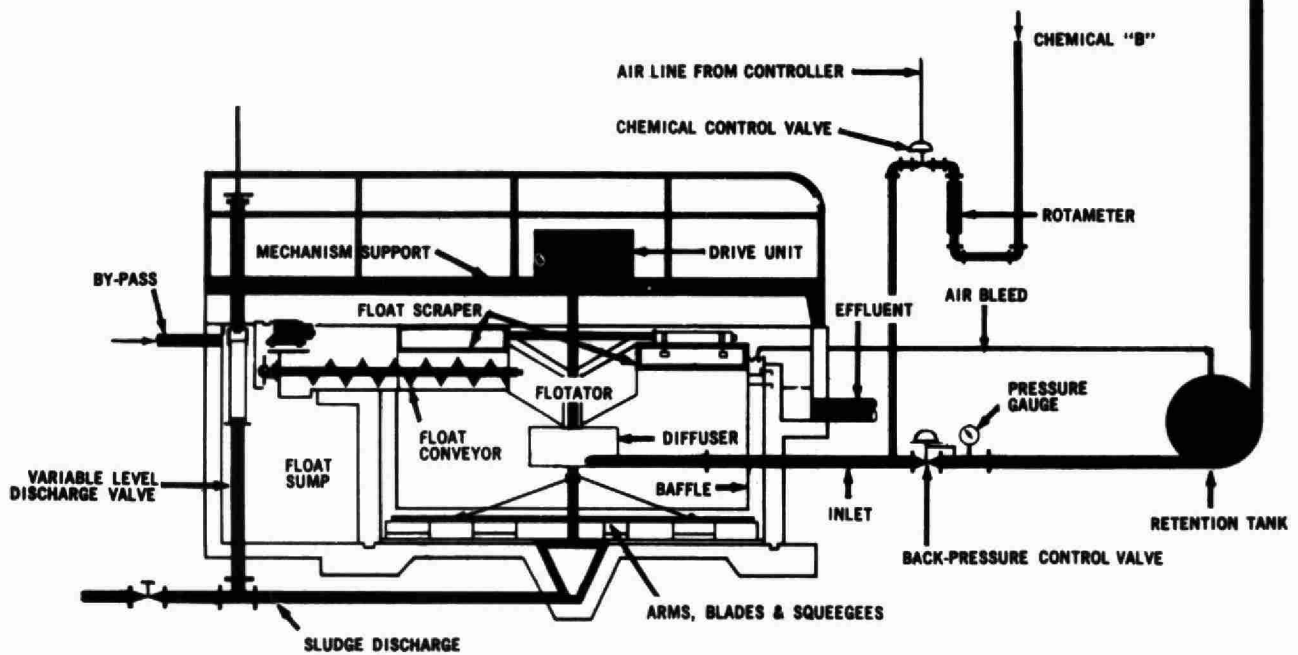 CHEMICAL "B"
AIR LINE FROM CONTROLLER
CHEMICAL CONTROL VALVE
ROTAMETER
MECHANISM SUPPORT
DRIVE UNIT
BY-PASS
FLOAT SCRAPER
EFFLUENT
AIR BLEED
FLOTATOR
PRESSURE
GAUGE
FLOAT
CONVEYOR
DIFFUSER
FLOAT
SUMP
VARIABLE LEVEL
DISCHARGE VALVE
BAFFLE
INLET
RETENTION TANK
BACK-PRESSURE CONTROL VALVE
ARMS, BLADES & SQUEEGEES
SLUDGE DISCHARGE